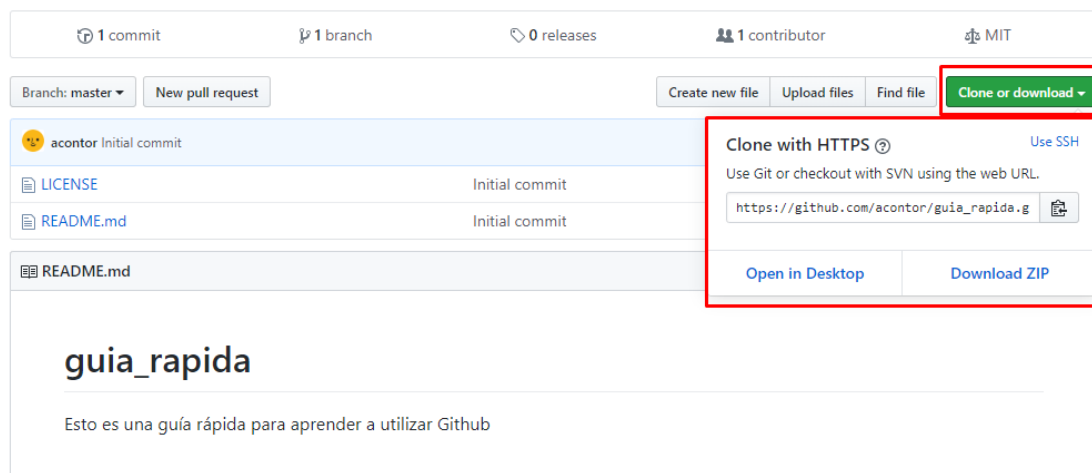 1 commit 1 branch 0 releases 1 contributor MIT
Branch: master New pull request Create new file Upload files Find file Clone or download
acontor Initial commit
LICENSE Initial commit
README.md Initial commit
Clone with HTTPS Use SSH
Use Git or checkout with SVN using the web URL.
https://github.com/acontor/guia_rapida.g
Open in Desktop Download ZIP
README.md
guia_rapida
Esto es una guía rápida para aprender a utilizar Github